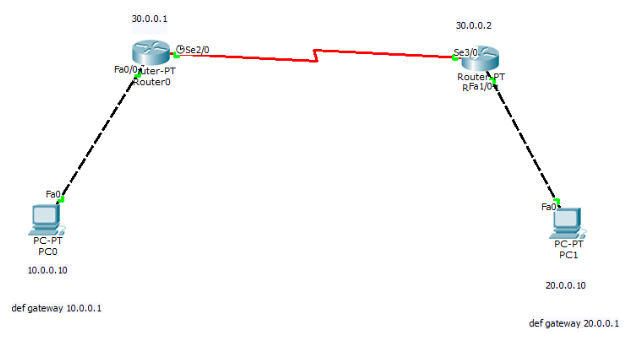 30.0.0.1
30.0.0.2
Se2/0
Se3/0
Fa0/0
uter-PT
Router0
Router-PT
R
Fa1/0
Fa0
Fa0
PC-PT
PC0
PC-PT
PC1
10.0.0.10
20.0.0.10
def gateway 10.0.0.1
def gateway 20.0.0.1